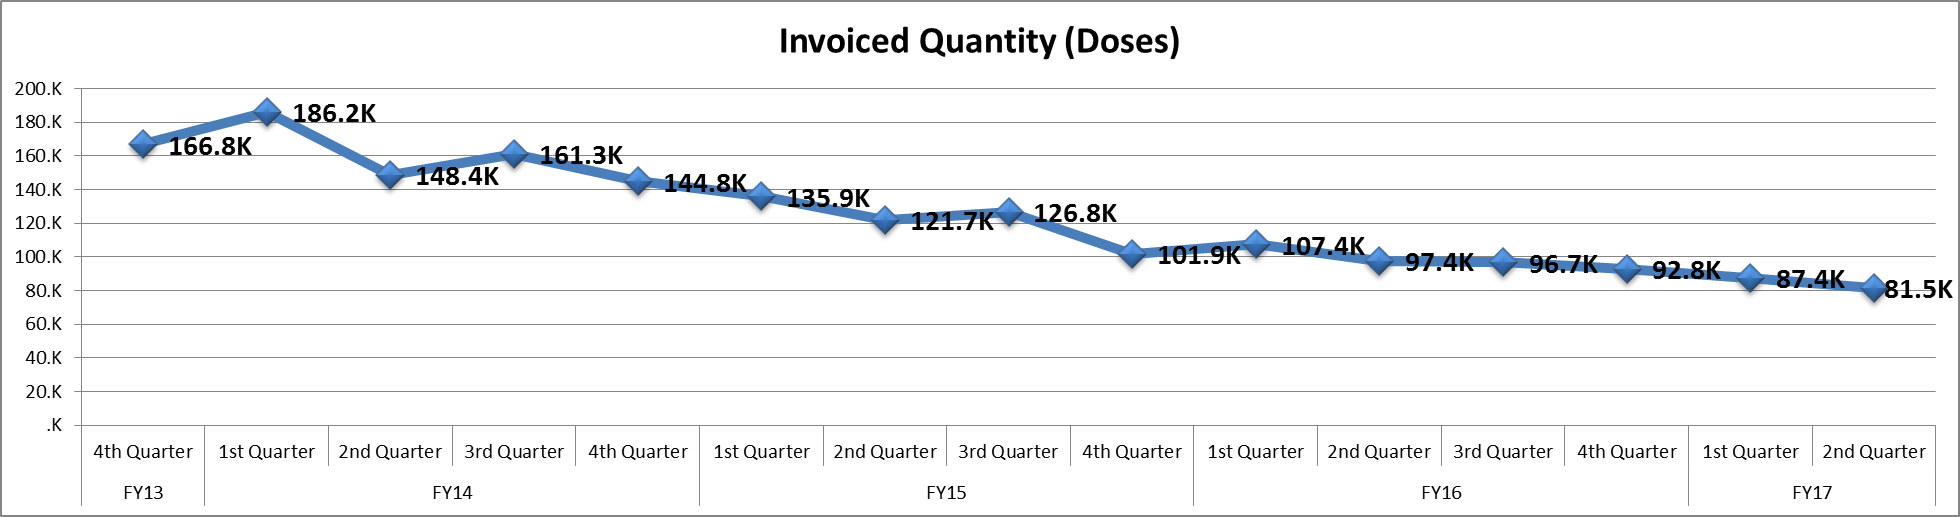 Invoiced Quantity (Doses)
200.K
180.K
160.K
140.K
120.K
100.K
80.K
60.K
40.K
20.K
.K
166.8K
186.2K
148.4K
161.3K
144.8K
135.9K
121.7K
126.8K
101.9K
107.4K
97.4K
96.7K
92.8K
87.4K
81.5K
4th Quarter 1st Quarter 2nd Quarter 3rd Quarter 4th Quarter 1st Quarter 2nd Quarter 3rd Quarter 4th Quarter 1st Quarter 2nd Quarter 3rd Quarter 4th Quarter 1st Quarter 2nd Quarter
FY13 FY14 FY15 FY16 FY17